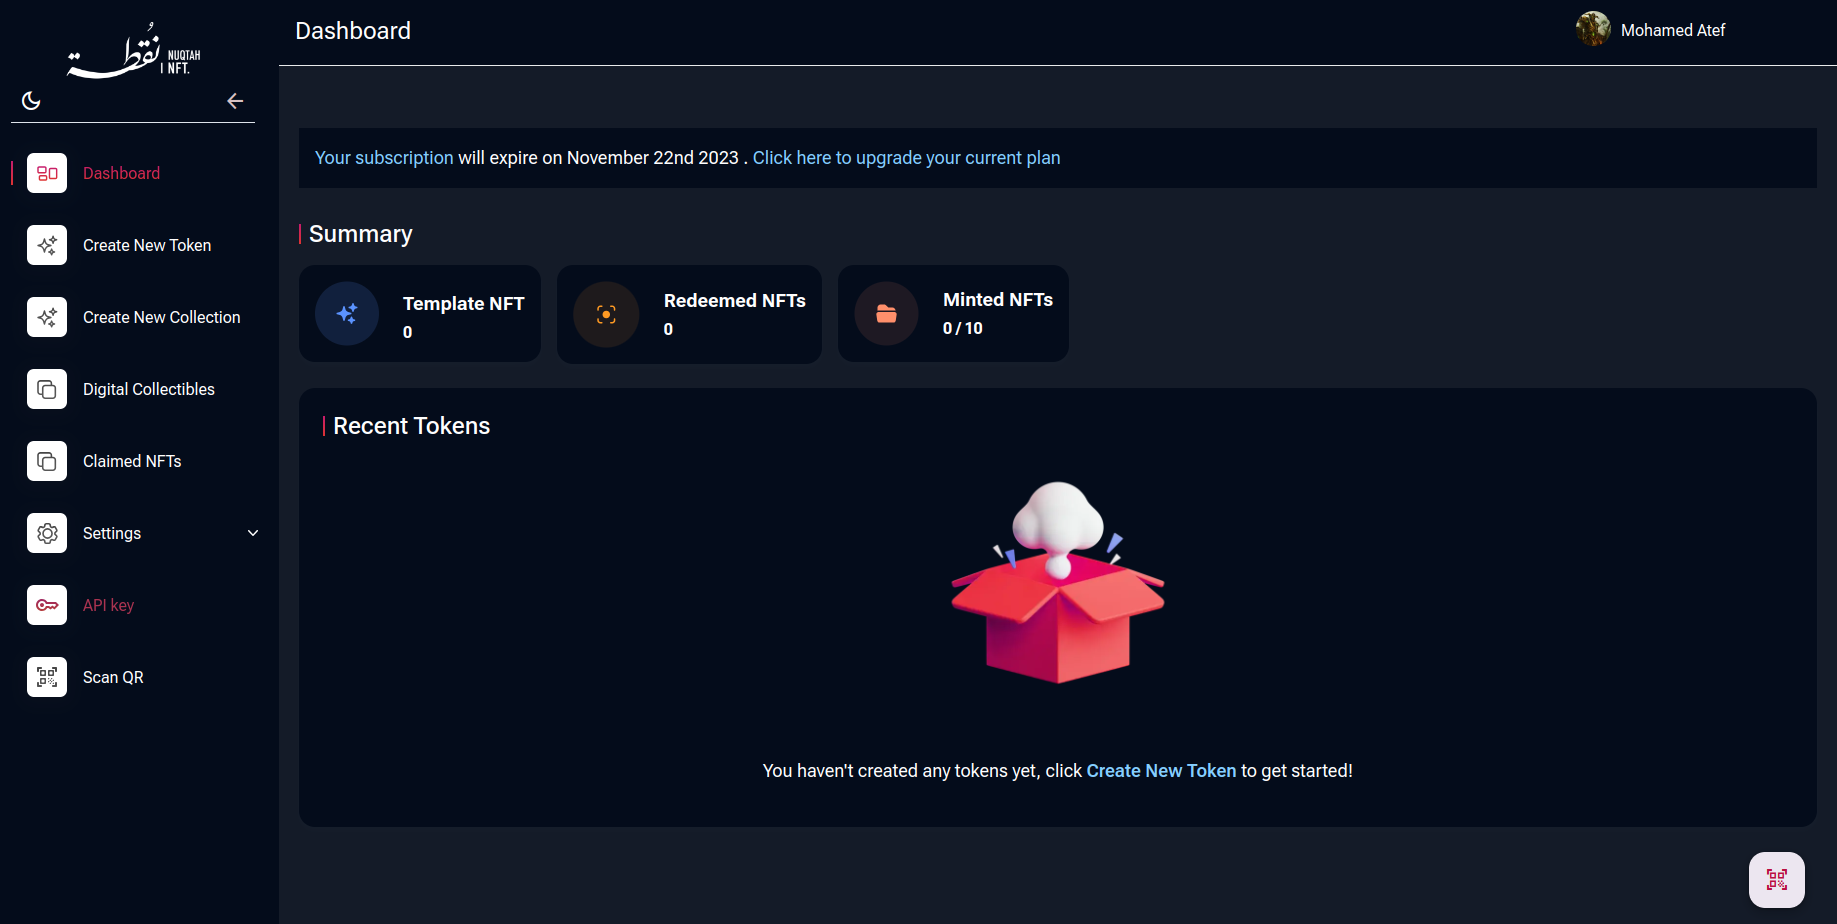 نُقطة
NUQTAH
NFT.
Dashboard
Mohamed Atef
Dashboard
Create New Token
Create New Collection
Digital Collectibles
Claimed NFTs
Settings
API key
Scan QR
Your subscription will expire on November 22nd 2023 . Click here to upgrade your current plan
Summary
Template NFT
0
Redeemed NFTs
0
Minted NFTs
0 / 10
Recent Tokens
You haven't created any tokens yet, click Create New Token to get started!